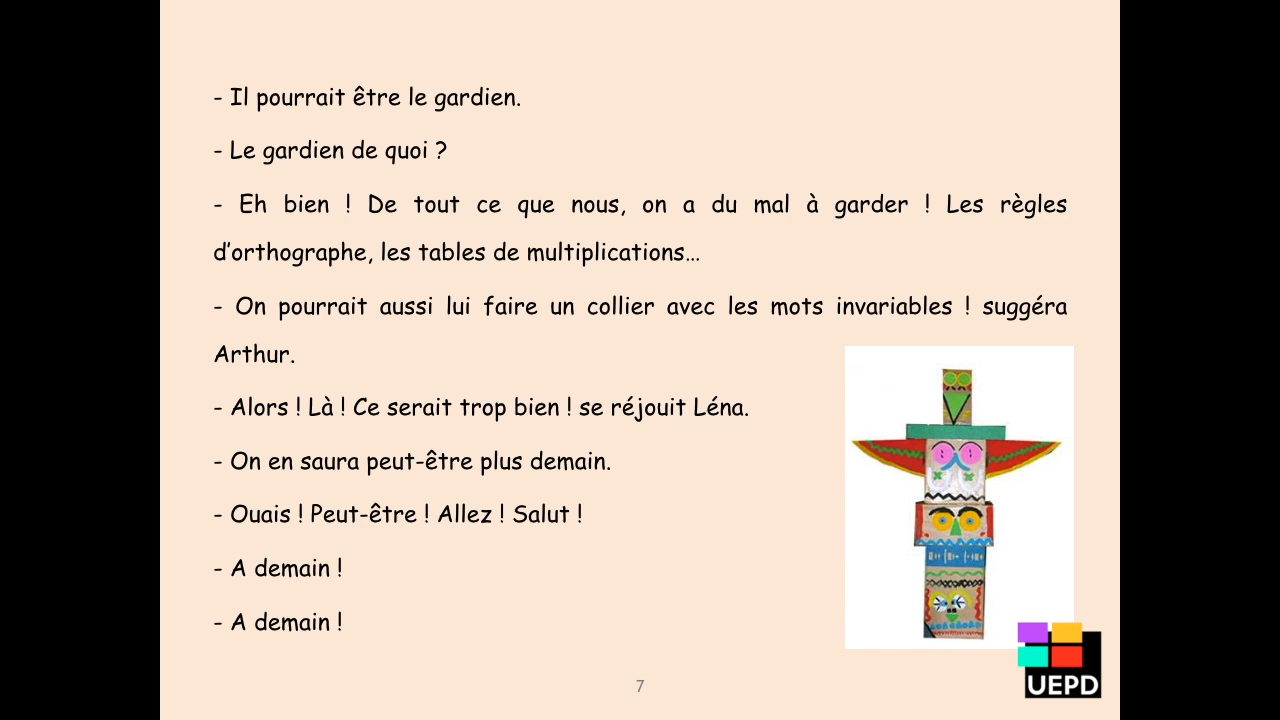 - Il pourrait être le gardien.
- Le gardien de quoi ?
- Eh bien ! De tout ce que nous, on a du mal à garder ! Les règles
d’orthographe, les tables de multiplications…
- On pourrait aussi lui faire un collier avec les mots invariables ! suggéra
Arthur.
- Alors ! Là ! Ce serait trop bien ! se réjouit Léna.
- On en saura peut-être plus demain.
- Ouais ! Peut-être ! Allez ! Salut !
- A demain !
- A demain !
7
UEPD